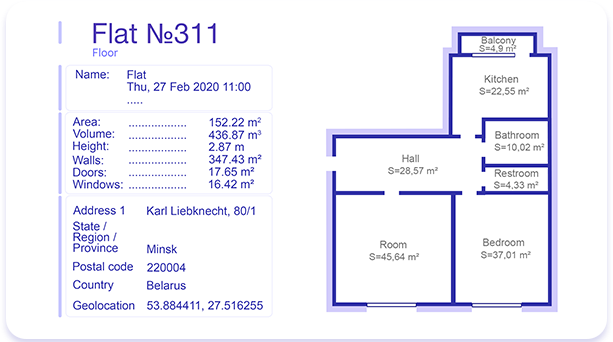 Flat №311
Floor
Name: Flat
Thu, 27 Feb 2020 11:00
.....
Area: .................. 152.22 m²
Volume: .................. 436.87 m³
Height: .................. 2.87 m
Walls: .................. 347.43 m²
Doors: .................. 17.65 m²
Windows: .................. 16.42 m²
Address 1 Karl Liebknecht, 80/1
State /
Region /
Province Minsk
Postal code 220004
Country Belarus
Geolocation 53.884411, 27.516255
Balcony
S=4,9 m²
Kitchen
S=22,55 m²
Bathroom
S=10,02 m²
Hall
S=28,57 m²
Restroom
S=4,33 m²
Room
S=45,64 m²
Bedroom
S=37,01 m²